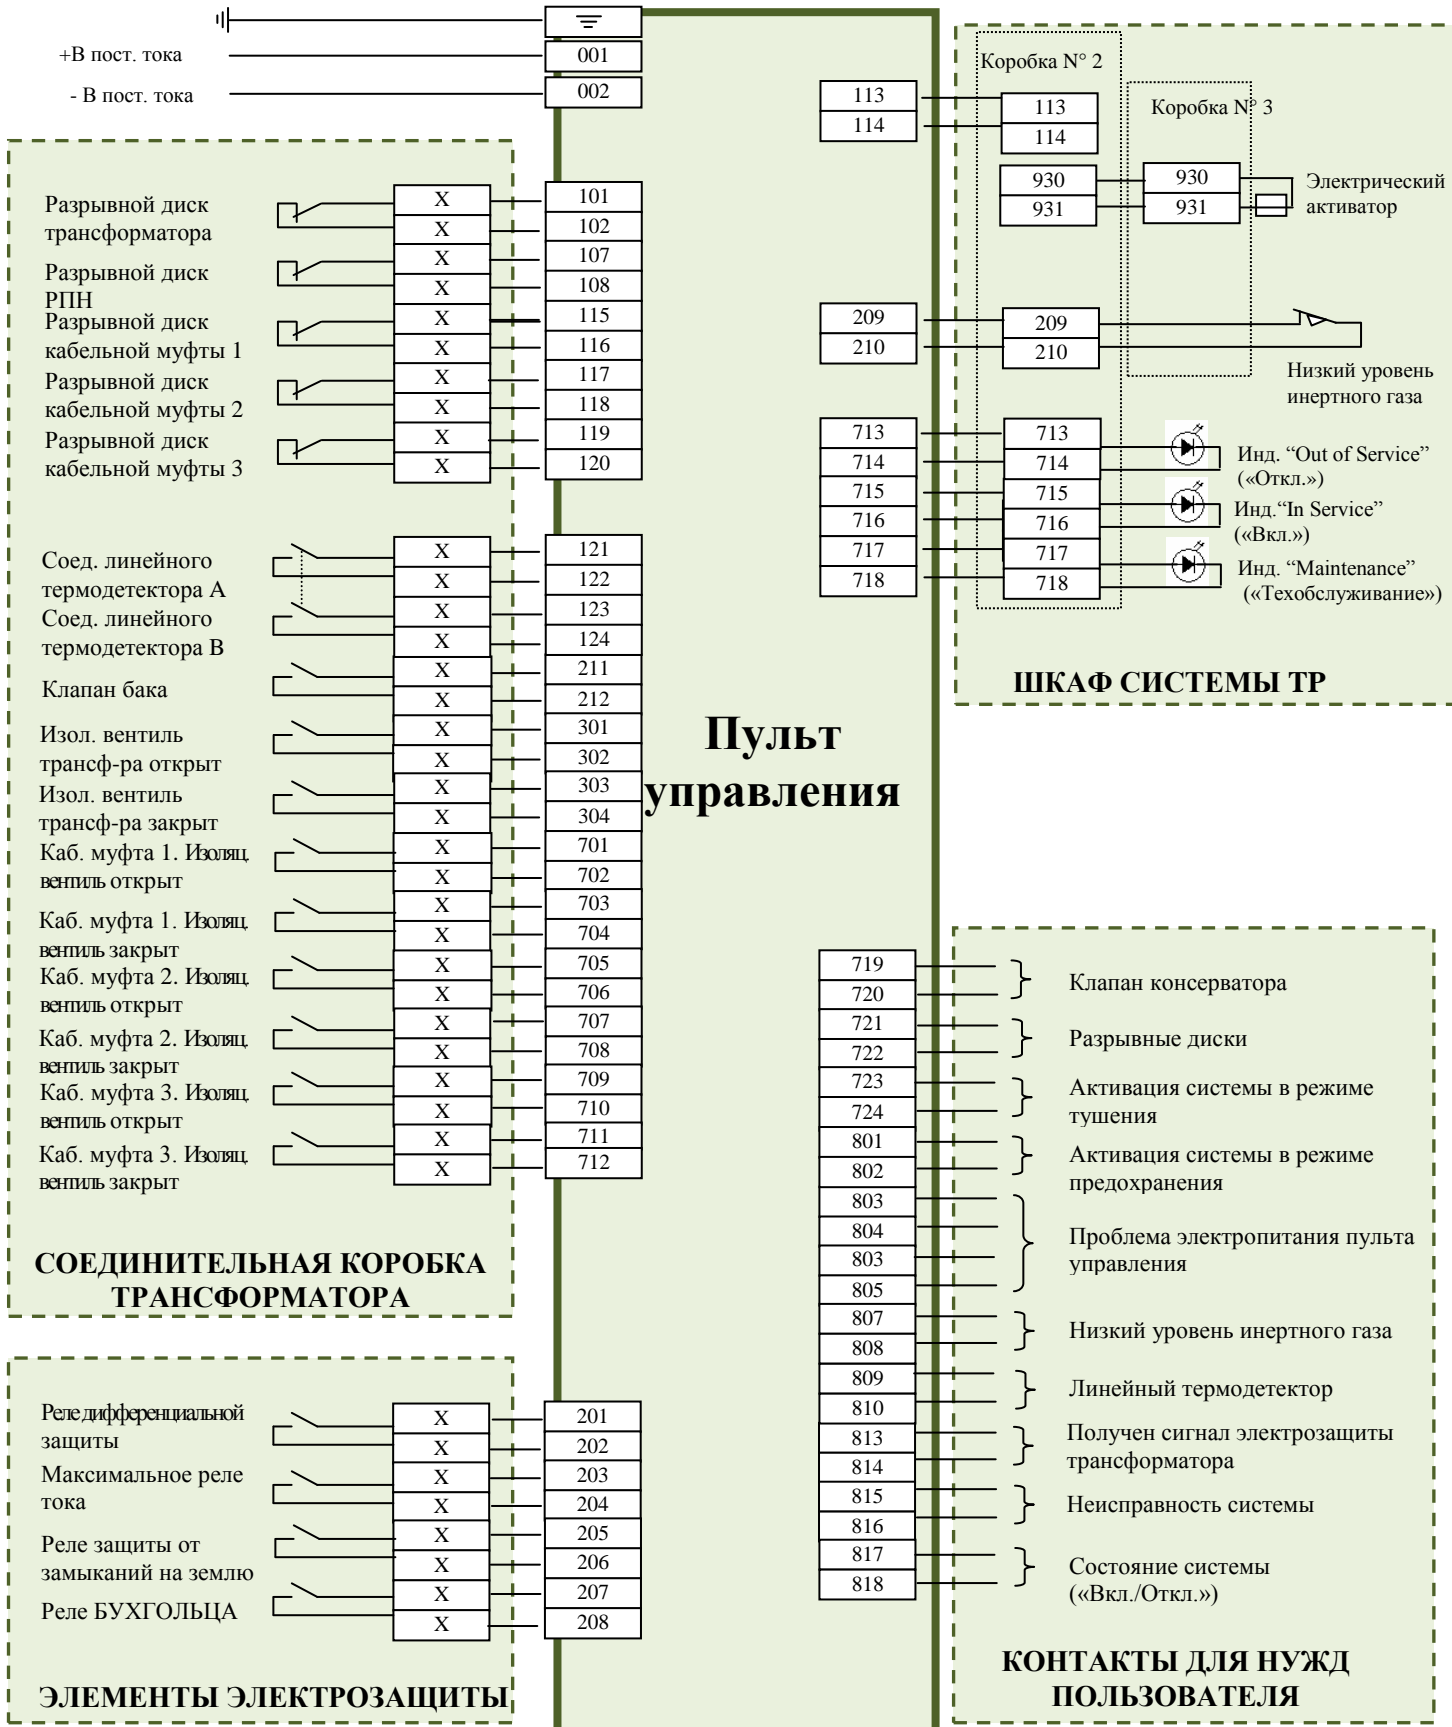 +В пост. тока
001
- В пост. тока
002
Разрывной диск
трансформатора
X
101
X
102
Разрывной диск
РПН
X
107
X
108
Разрывной диск
кабельной муфты 1
X
115
X
116
Разрывной диск
кабельной муфты 2
X
117
X
118
Разрывной диск
кабельной муфты 3
X
119
X
120
Соед. линейного
термодетектора А
X
121
X
122
Соед. линейного
термодетектора В
X
123
X
124
Клапан бака
X
211
X
212
Изол. вентиль
трансф-ра открыт
X
301
X
302
Изол. вентиль
трансф-ра закрыт
X
303
X
304
Каб. муфта 1. Изоляц.
вентиль открыт
X
701
X
702
Каб. муфта 1. Изоляц.
вентиль закрыт
X
703
X
704
Каб. муфта 2. Изоляц.
вентиль открыт
X
705
X
706
Каб. муфта 2. Изоляц.
вентиль закрыт
X
707
X
708
Каб. муфта 3. Изоляц.
вентиль открыт
X
709
X
710
Каб. муфта 3. Изоляц.
вентиль закрыт
X
711
X
712
СОЕДИНИТЕЛЬНАЯ КОРОБКА
ТРАНСФОРМАТОРА
Реле дифференциальной
защиты
X
201
X
202
Максимальное реле
тока
X
203
X
204
Реле защиты от
замыканий на землю
X
205
X
206
Реле БУХГОЛЬЦА
X
207
X
208
ЭЛЕМЕНТЫ ЭЛЕКТРОЗАЩИТЫ
Пульт
управления
Коробка N° 2
Коробка N° 3
113
113
114
114
930
930
931
931
Электрический
активатор
209
209
210
210
Низкий уровень
инертного газа
713
713
714
714
Инд. “Out of Service”
(«Откл.»)
715
715
716
716
Инд.“In Service”
(«Вкл.»)
717
717
718
718
Инд. “Maintenance”
(«Техобслуживание»)
ШКАФ СИСТЕМЫ ТР
719
720
Клапан консерватора
721
722
Разрывные диски
723
724
Активация системы в режиме
тушения
801
802
Активация системы в режиме
предохранения
803
804
803
805
Проблема электропитания пульта
управления
807
808
Низкий уровень инертного газа
809
810
Линейный термодетектор
813
814
Получен сигнал электрозащиты
трансформатора
815
816
Неисправность системы
817
818
Состояние системы
(«Вкл./Откл.»)
КОНТАКТЫ ДЛЯ НУЖД
ПОЛЬЗОВАТЕЛЯ